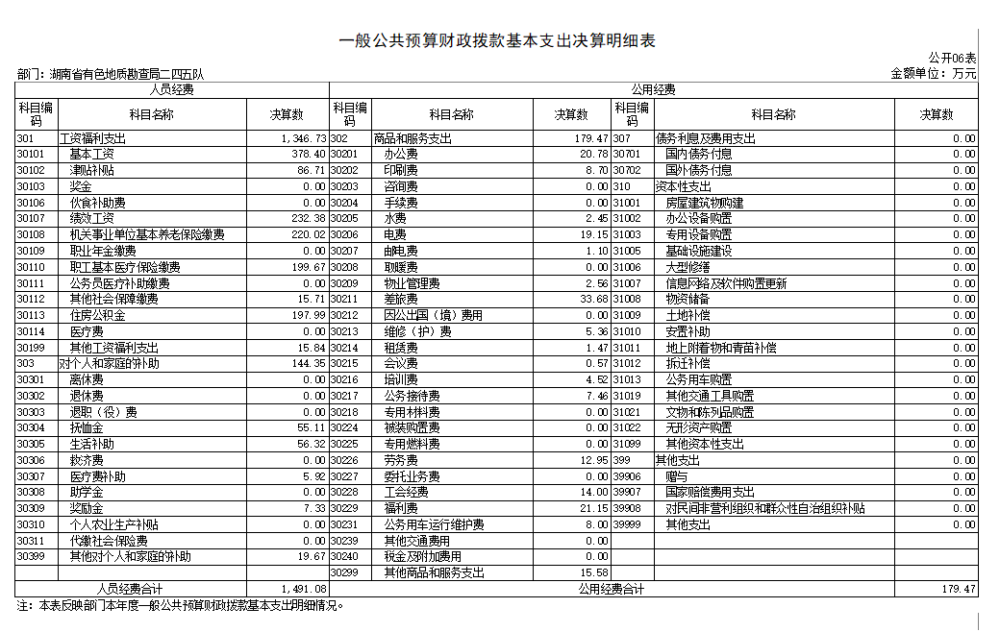 一般公共预算财政拨款基本支出决算明细表
公开06表
部门：湖南省有色地质勘查局二四五队 金额单位：万元
人员经费 公用经费
科目编码 科目名称 决算数 科目编码 科目名称 决算数 科目编码 科目名称 决算数
301 工资福利支出 1,346.73 302 商品和服务支出 179.47 307 债务利息及费用支出 0.00
30101 基本工资 378.40 30201 办公费 20.78 30701 国内债务付息 0.00
30102 津贴补贴 86.71 30202 印刷费 8.70 30702 国外债务付息 0.00
30103 奖金 0.00 30203 咨询费 0.00 310 资本性支出 0.00
30106 伙食补助费 0.00 30204 手续费 0.00 31001 房屋建筑物购建 0.00
30107 绩效工资 232.38 30205 水费 2.45 31002 办公设备购置 0.00
30108 机关事业单位基本养老保险缴费 220.02 30206 电费 19.15 31003 专用设备购置 0.00
30109 职业年金缴费 0.00 30207 邮电费 1.10 31005 基础设施建设 0.00
30110 职工基本医疗保险缴费 199.67 30208 取暖费 0.00 31006 大型修缮 0.00
30111 公务员医疗补助缴费 0.00 30209 物业管理费 2.56 31007 信息网络及软件购置更新 0.00
30112 其他社会保障缴费 15.71 30211 差旅费 33.68 31008 物资储备 0.00
30113 住房公积金 197.99 30212 因公出国（境）费用 0.00 31009 土地补偿 0.00
30114 医疗费 0.00 30213 维修（护）费 5.36 31010 安置补助 0.00
30199 其他工资福利支出 15.84 30214 租赁费 1.47 31011 地上附着物和青苗补偿 0.00
303 对个人和家庭的补助 144.35 30215 会议费 0.57 31012 拆迁补偿 0.00
30301 离休费 0.00 30216 培训费 4.52 31013 公务用车购置 0.00
30302 退休费 0.00 30217 公务接待费 7.46 31019 其他交通工具购置 0.00
30303 退职（役）费 0.00 30218 专用材料费 0.00 31021 文物和陈列品购置 0.00
30304 抚恤金 55.11 30224 被装购置费 0.00 31022 无形资产购置 0.00
30305 生活补助 56.32 30225 专用燃料费 0.00 31099 其他资本性支出 0.00
30306 救济费 0.00 30226 劳务费 12.95 399 其他支出 0.00
30307 医疗费补助 5.92 30227 委托业务费 0.00 39906 赠与 0.00
30308 助学金 0.00 30228 工会经费 14.00 39907 国家赔偿费用支出 0.00
30309 奖励金 7.33 30229 福利费 21.15 39908 对民间非营利组织和群众性自治组织补贴 0.00
30310 个人农业生产补贴 0.00 30231 公务用车运行维护费 8.00 39999 其他支出 0.00
30311 代缴社会保险费 0.00 30239 其他交通费用 0.00
30399 其他对个人和家庭的补助 19.67 30240 税金及附加费用 0.00
30299 其他商品和服务支出 15.58
人员经费合计 1,491.08 公用经费合计 179.47
注：本表反映部门本年度一般公共预算财政拨款基本支出明细情况。